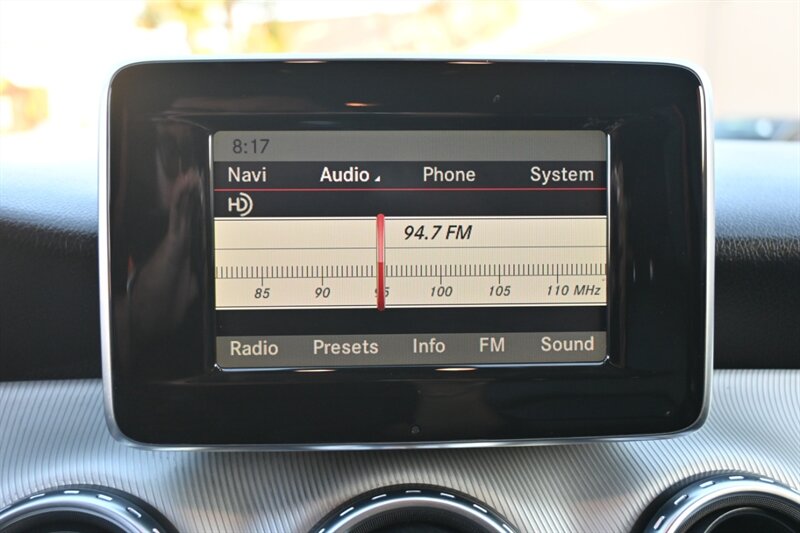 8:17
Navi Audio Phone System
HD
94.7 FM
85 90 95 100 105 110 MHz
Radio Presets Info FM Sound